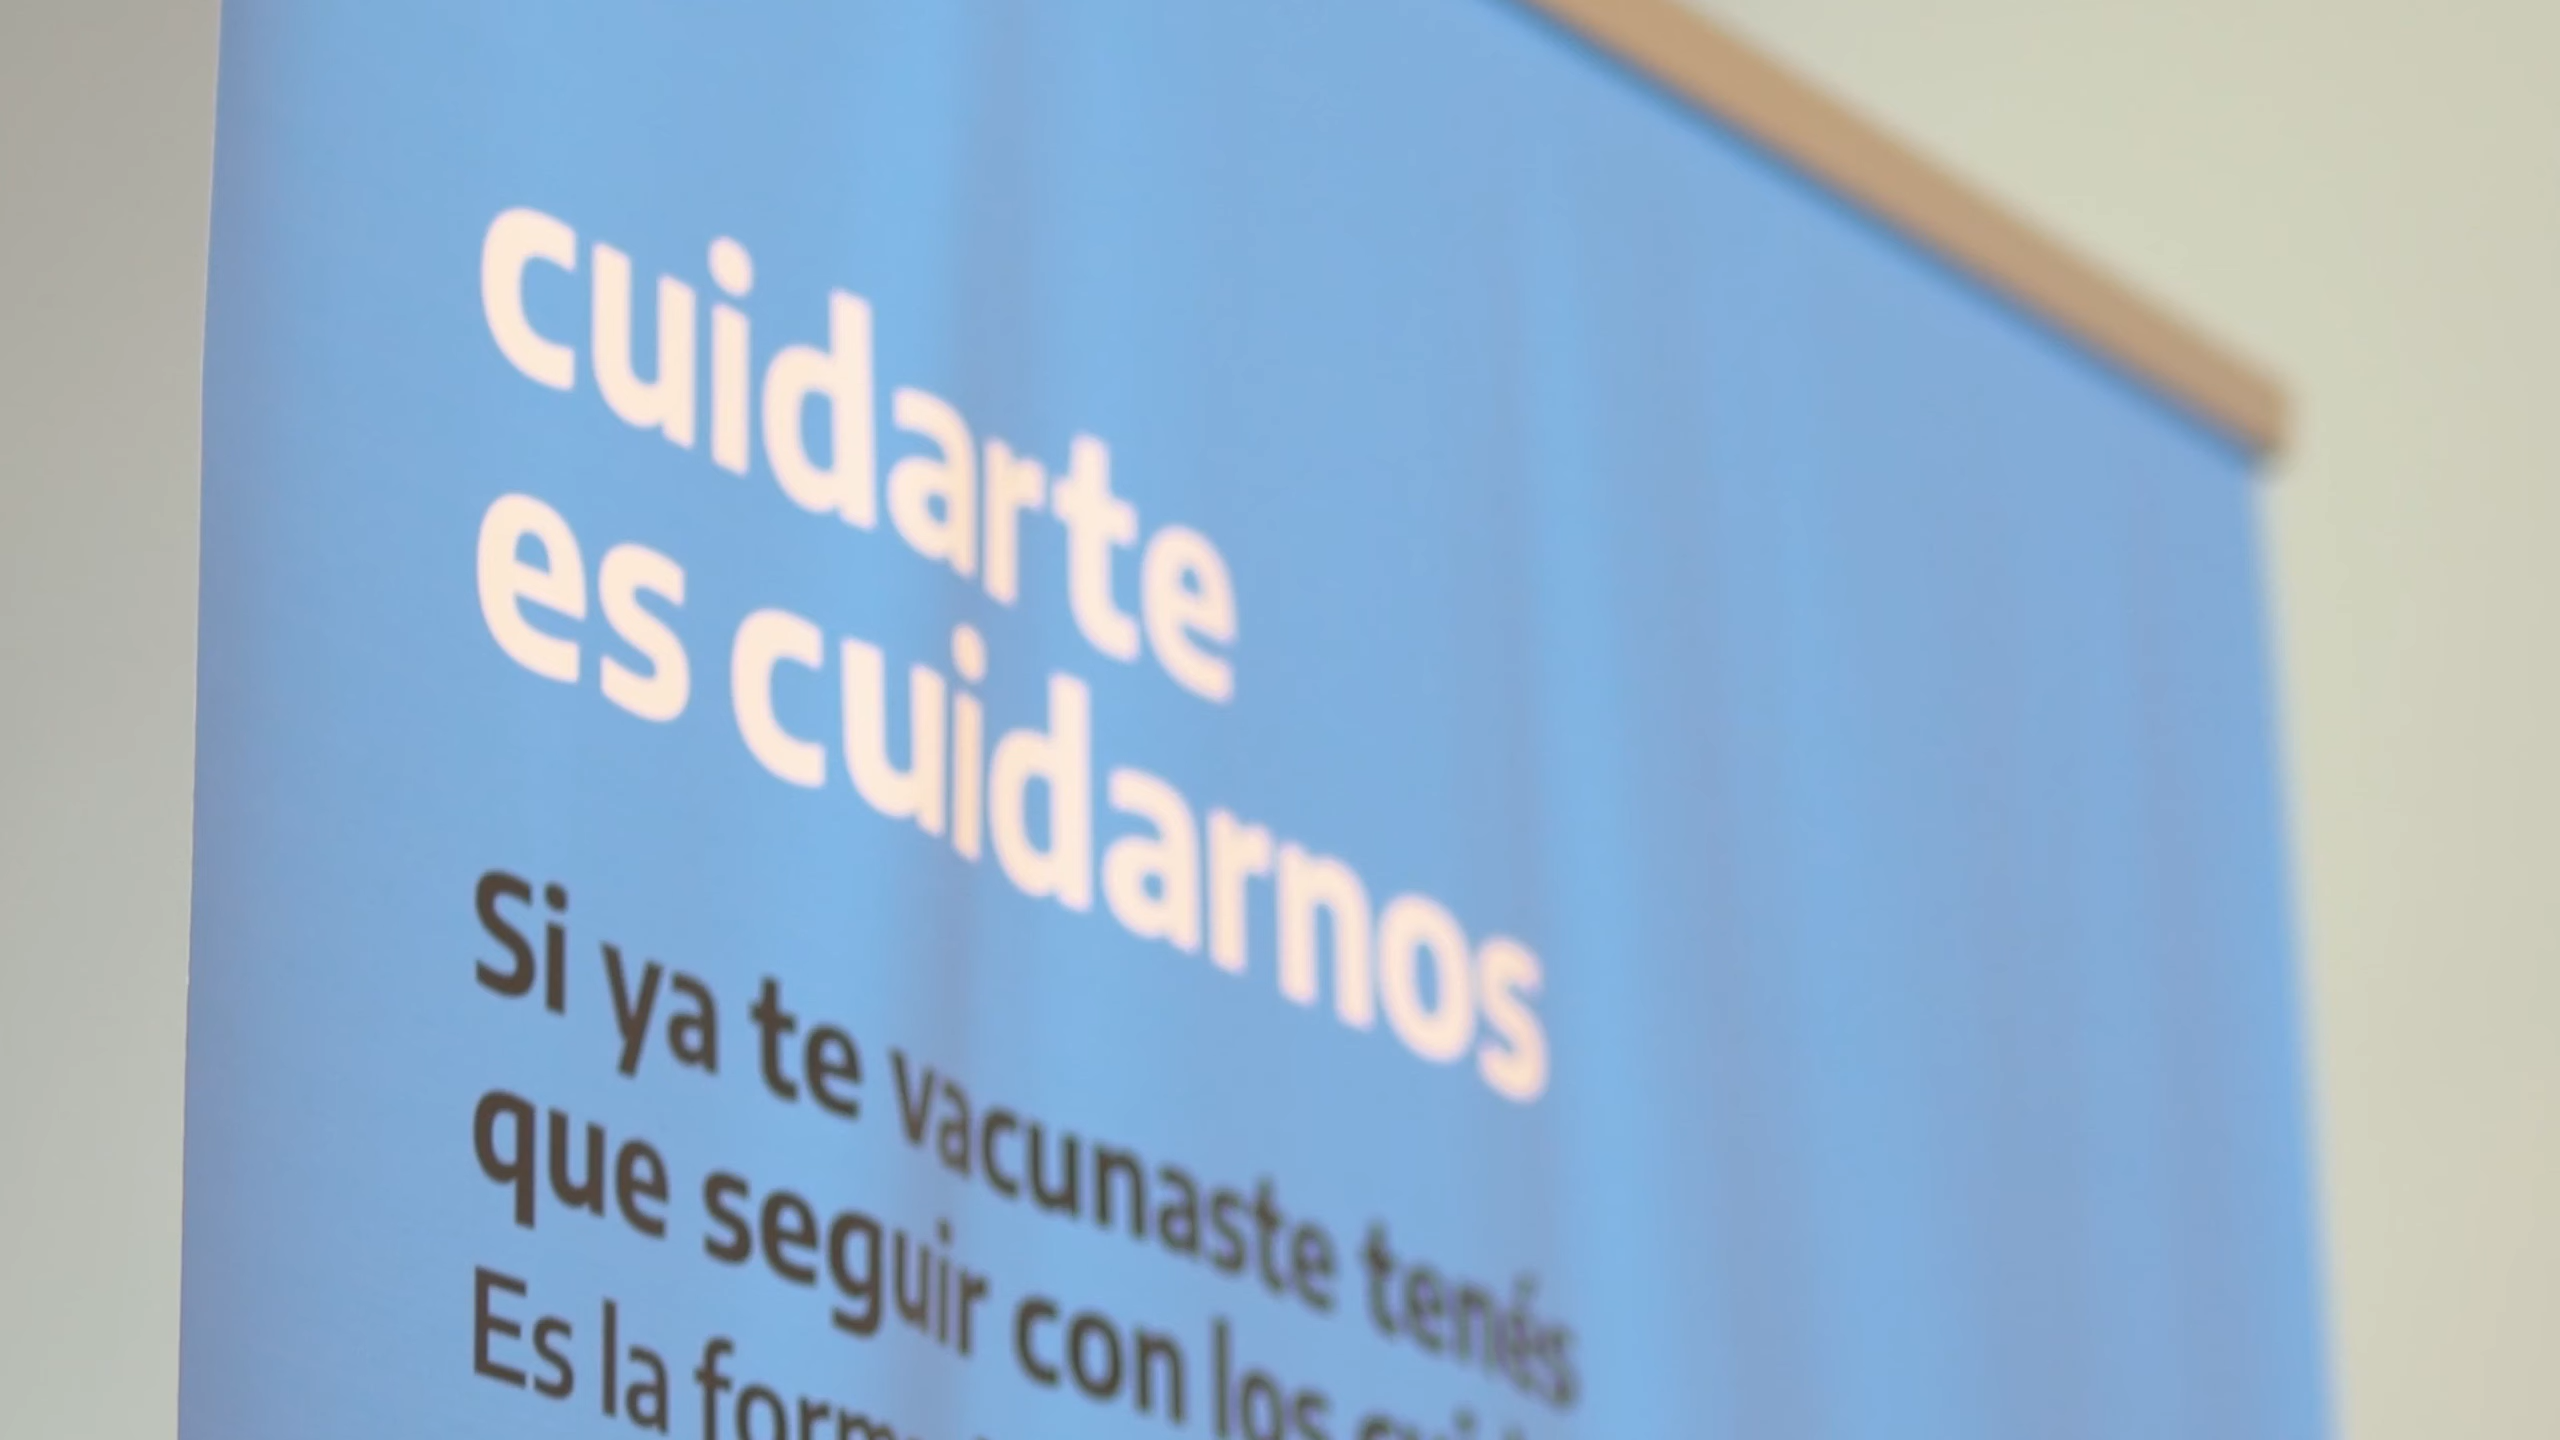 cuidarte
es cuidarnos
Si ya te vacunaste tenés
que seguir con los
Es la